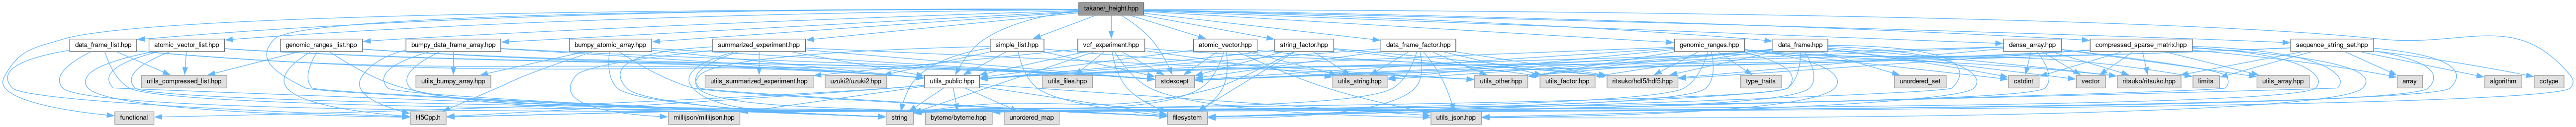 takane/_height.hpp
data_frame_list.hpp
atomic_vector_list.hpp
genomic_ranges_list.hpp
bumpy_data_frame_array.hpp
bumpy_atomic_array.hpp
summarized_experiment.hpp
simple_list.hpp
vcf_experiment.hpp
atomic_vector.hpp
string_factor.hpp
data_frame_factor.hpp
genomic_ranges.hpp
data_frame.hpp
dense_array.hpp
compressed_sparse_matrix.hpp
sequence_string_set.hpp
utils_compressed_list.hpp
utils_bumpy_array.hpp
utils_summarized_experiment.hpp
uzuki2/uzuki2.hpp
utils_public.hpp
utils_files.hpp
stdexcept
utils_string.hpp
utils_other.hpp
utils_factor.hpp
ritsuko/hdf5/hdf5.hpp
type_traits
unordered_set
cstdint
vector
ritsuko/ritsuko.hpp
limits
utils_array.hpp
array
algorithm
cctype
functional
H5Cpp.h
millijson/millijson.hpp
string
byteme/byteme.hpp
unordered_map
filesystem
utils_json.hpp